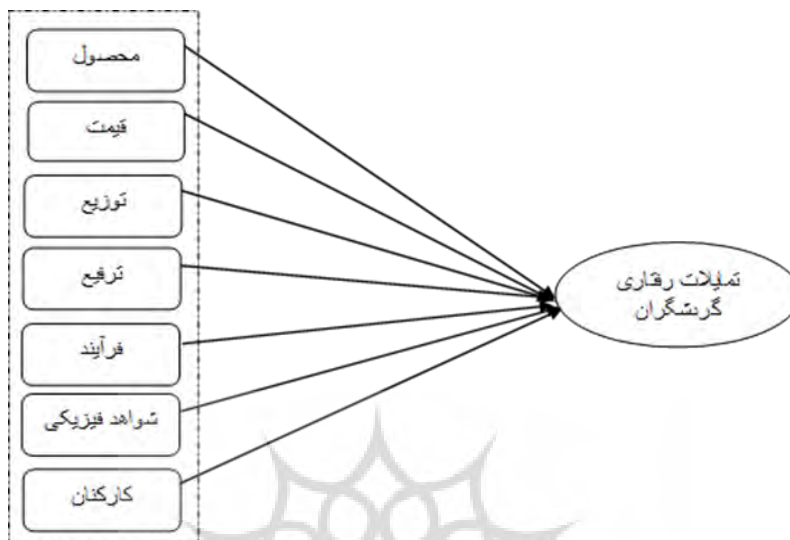 محصول
قیمت
توزیع
ترفیع
فرآیند
شواهد فیزیکی
کارکنان
تمایلات رفتاری
گردشگران